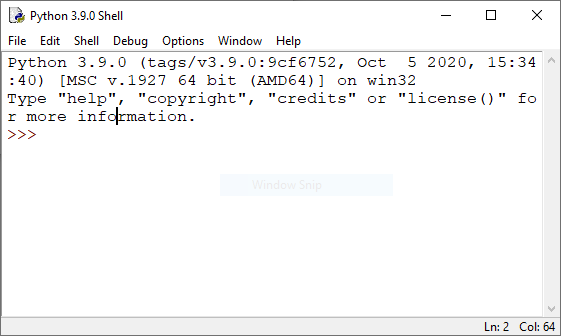 Python 3.9.0 Shell
File Edit Shell Debug Options Window Help
Python 3.9.0 (tags/v3.9.0:9cf6752, Oct  5 2020, 15:34
:40) [MSC v.1927 64 bit (AMD64)] on win32
Type "help", "copyright", "credits" or "license()" fo
r more information.
>>>
Window Snip
Ln: 2 Col: 64